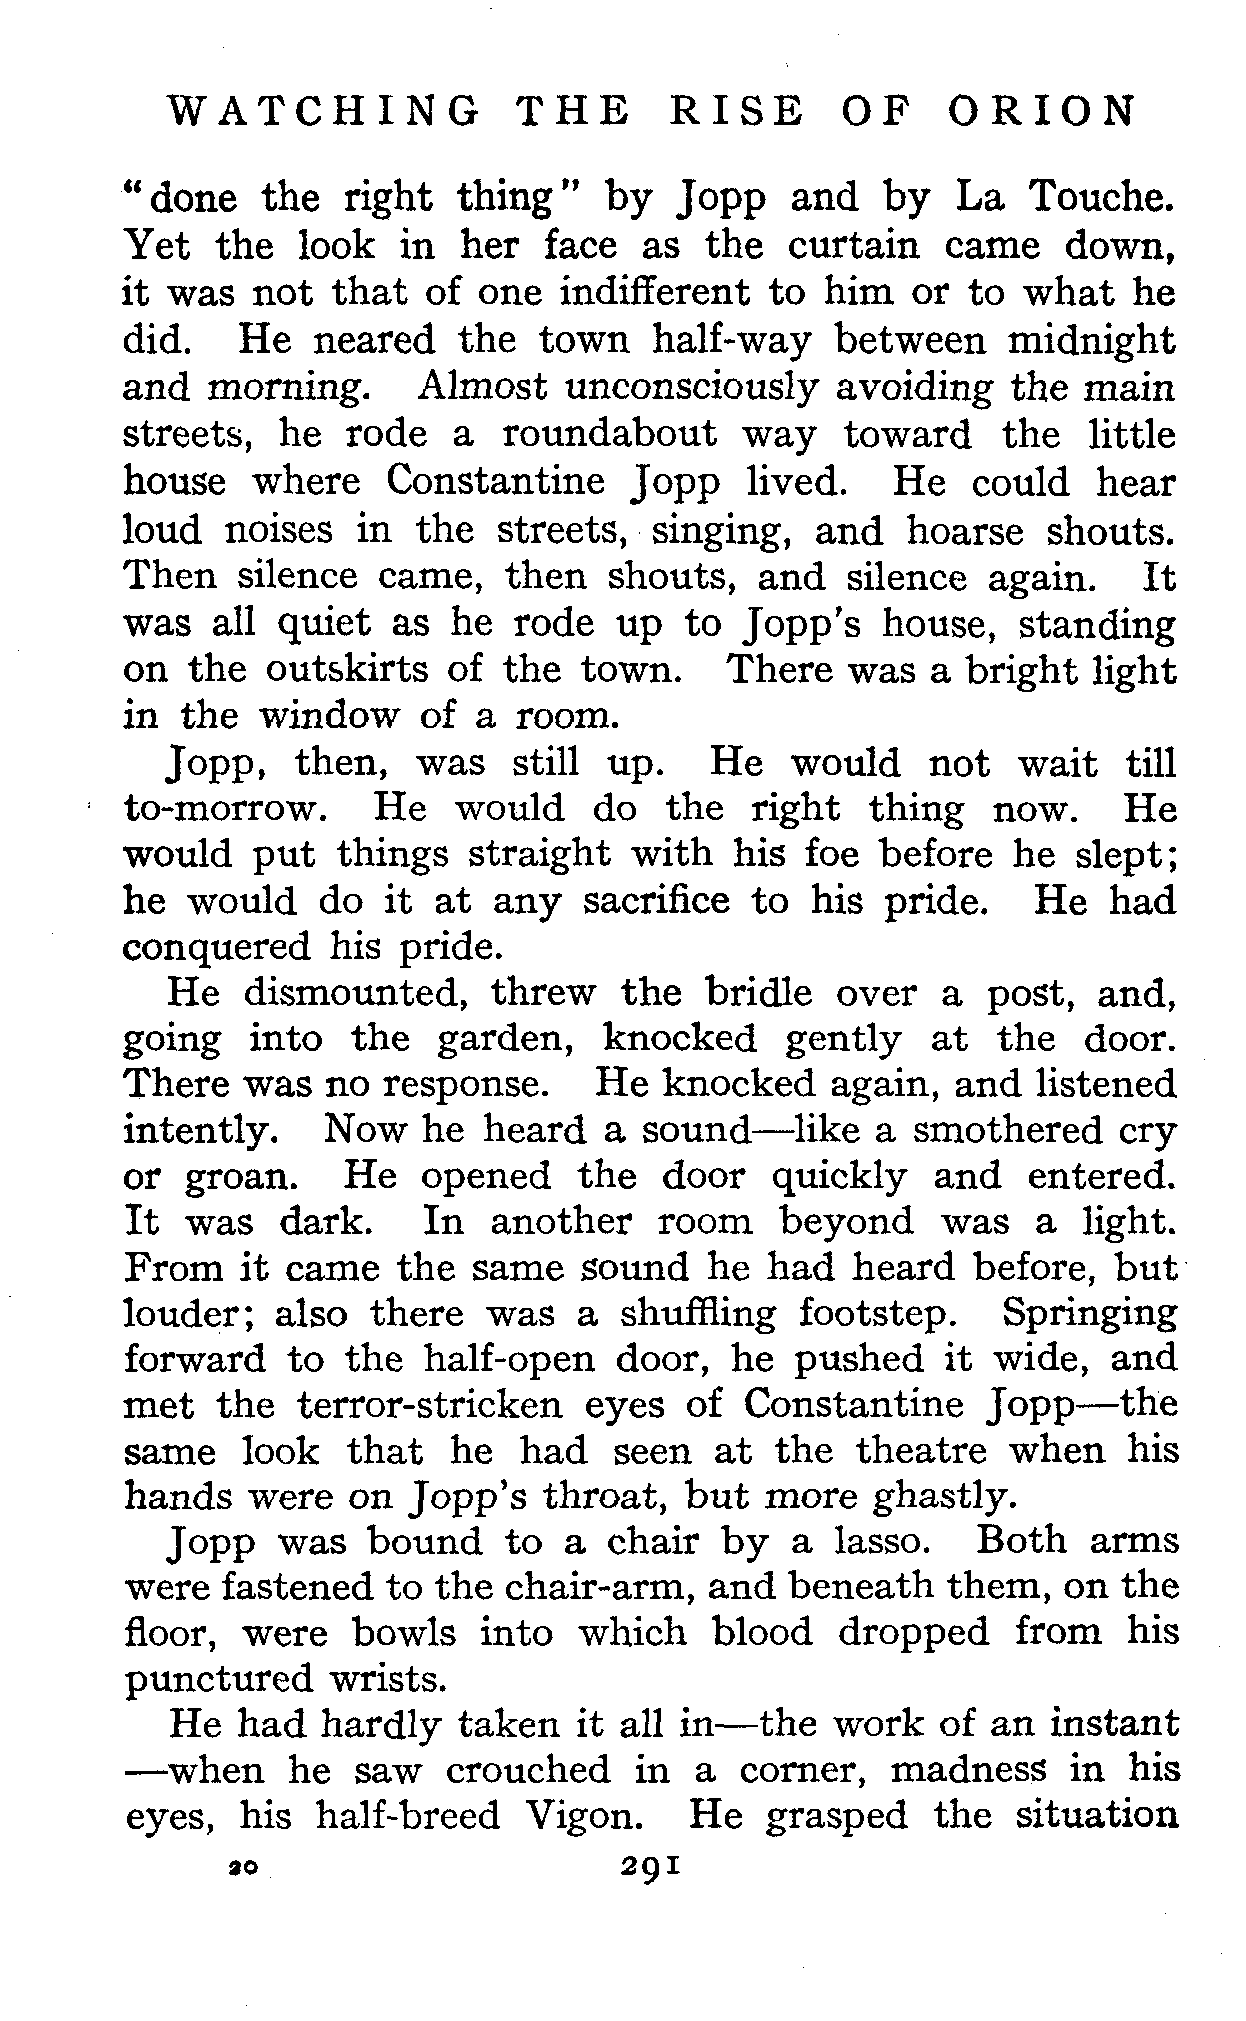 WATCHING THE RISE OF ORION
"done the right thing" by Jopp and by La Touche.
Yet the look in her face as the curtain came down,
it was not that of one indifferent to him or to what he
did. He neared the town half-way between midnight
and morning. Almost unconsciously avoiding the main
streets, he rode a roundabout way toward the little
house where Constantine Jopp lived. He could hear
loud noises in the streets, singing, and hoarse shouts.
Then silence came, then shouts, and silence again. It
was all quiet as he rode up to Jopp's house, standing
on the outskirts of the town. There was a bright light
in the window of a room.
Jopp, then, was still up. He would not wait till
to-morrow. He would do the right thing now. He
would put things straight with his foe before he slept;
he would do it at any sacrifice to his pride. He had
conquered his pride.
He dismounted, threw the bridle over a post, and,
going into the garden, knocked gently at the door.
There was no response. He knocked again, and listened
intently. Now he heard a sound—like a smothered cry
or groan. He opened the door quickly and entered.
It was dark. In another room beyond was a light.
From it came the same sound he had heard before, but
louder; also there was a shuffling footstep. Springing
forward to the half-open door, he pushed it wide, and
met the terror-stricken eyes of Constantine Jopp—the
same look that he had seen at the theatre when his
hands were on Jopp's throat, but more ghastly.
Jopp was bound to a chair by a lasso. Both arms
were fastened to the chair-arm, and beneath them, on the
floor, were bowls into which blood dropped from his
punctured wrists.
He had hardly taken it all in—the work of an instant
—when he saw crouched in a corner, madness in his
eyes, his half-breed Vigon. He grasped the situation
20 291